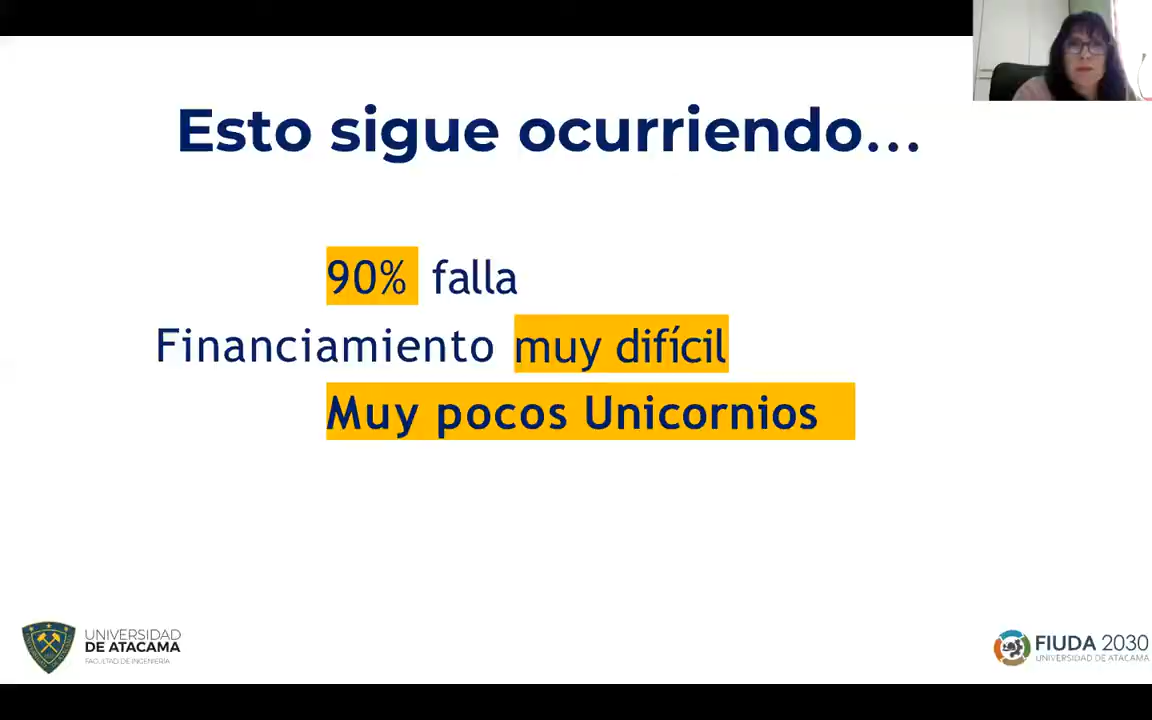 Esto sigue ocurriendo...
90% falla
Financiamiento muy difícil
Muy pocos Unicornios
UNIVERSIDAD
DE ATACAMA
FACULTAD DE INGENIERÍA
FIUDA 2030
UNIVERSIDAD DE ATACAMA